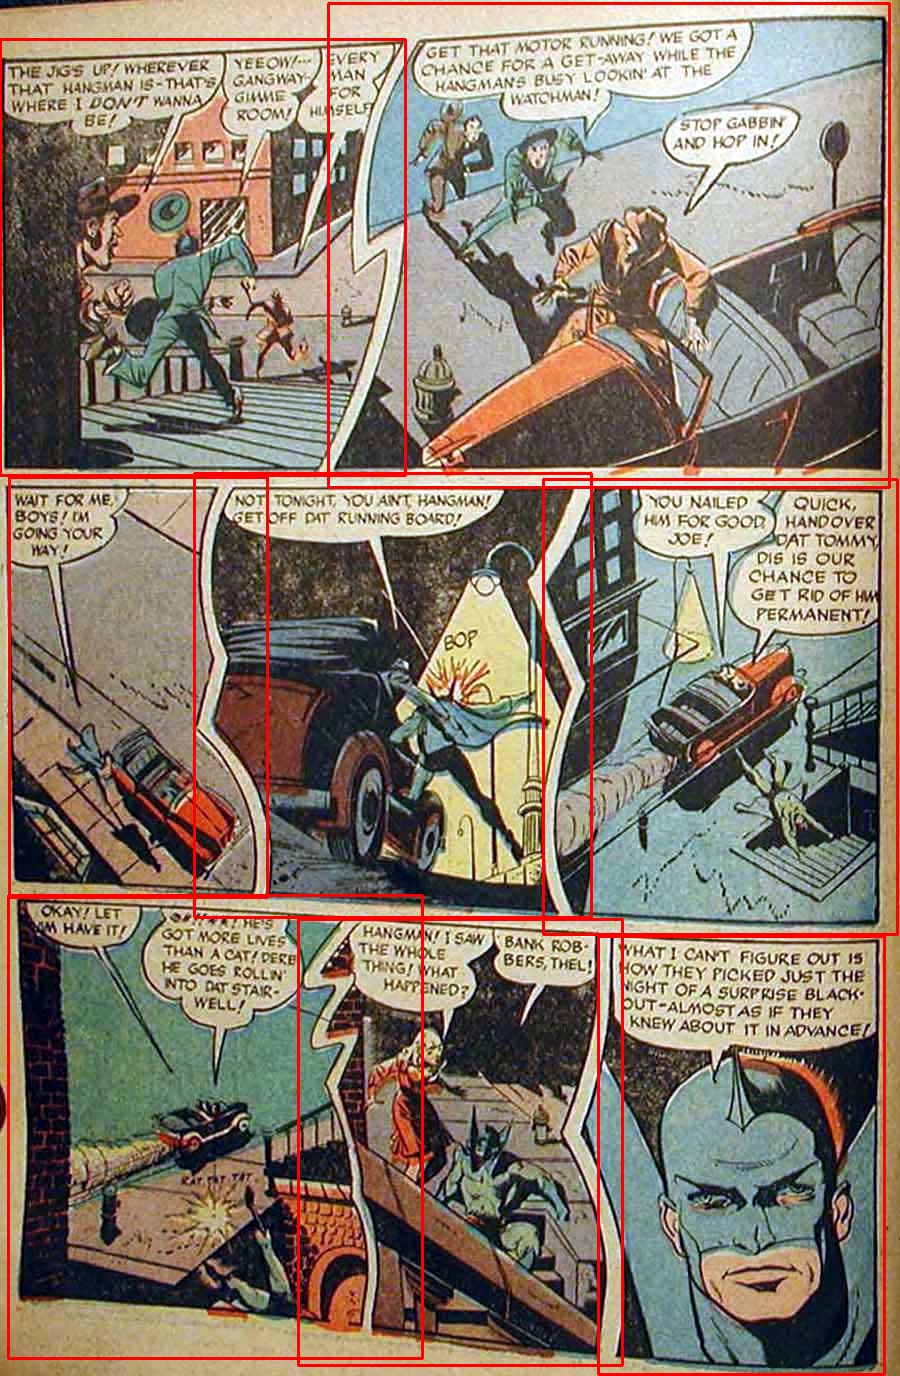 THE JIG'S UP! WHEREVER
THAT HANGMAN IS-THAT'S
WHERE I DON'T WANNA
BE!
YEEOW!...
GANGWAY-
GIMME
ROOM!
EVERY
MAN
FOR
HIMSELF
GET THAT MOTOR RUNNING! WE GOT A
CHANCE FOR A GET-AWAY WHILE THE
HANGMAN'S BUSY LOOKIN' AT THE
WATCHMAN!
STOP GABBIN'
AND HOP IN!
WAIT FOR ME,
BOYS! I'M
GOING YOUR
WAY!
NOT TONIGHT, YOU AIN'T, HANGMAN!
GET OFF DAT RUNNING BOARD!
BOP
YOU NAILED
HIM FOR GOOD,
JOE!
QUICK,
HAND OVER
DAT TOMMY,
DIS IS OUR
CHANCE TO
GET RID OF HIM
PERMANENT!
OKAY! LET
'IM HAVE IT!
@*!!**! HE'S
GOT MORE LIVES
THAN A CAT! DERE
HE GOES ROLLIN'
INTO DAT STAIR-
WELL!
RAT TAT TAT
HANGMAN! I SAW
THE WHOLE
THING! WHAT
HAPPENED?
BANK ROB-
BERS, THEL!
WHAT I CAN'T FIGURE OUT IS
HOW THEY PICKED JUST THE
NIGHT OF A SURPRISE BLACK-
OUT-ALMOST AS IF THEY
KNEW ABOUT IT IN ADVANCE!